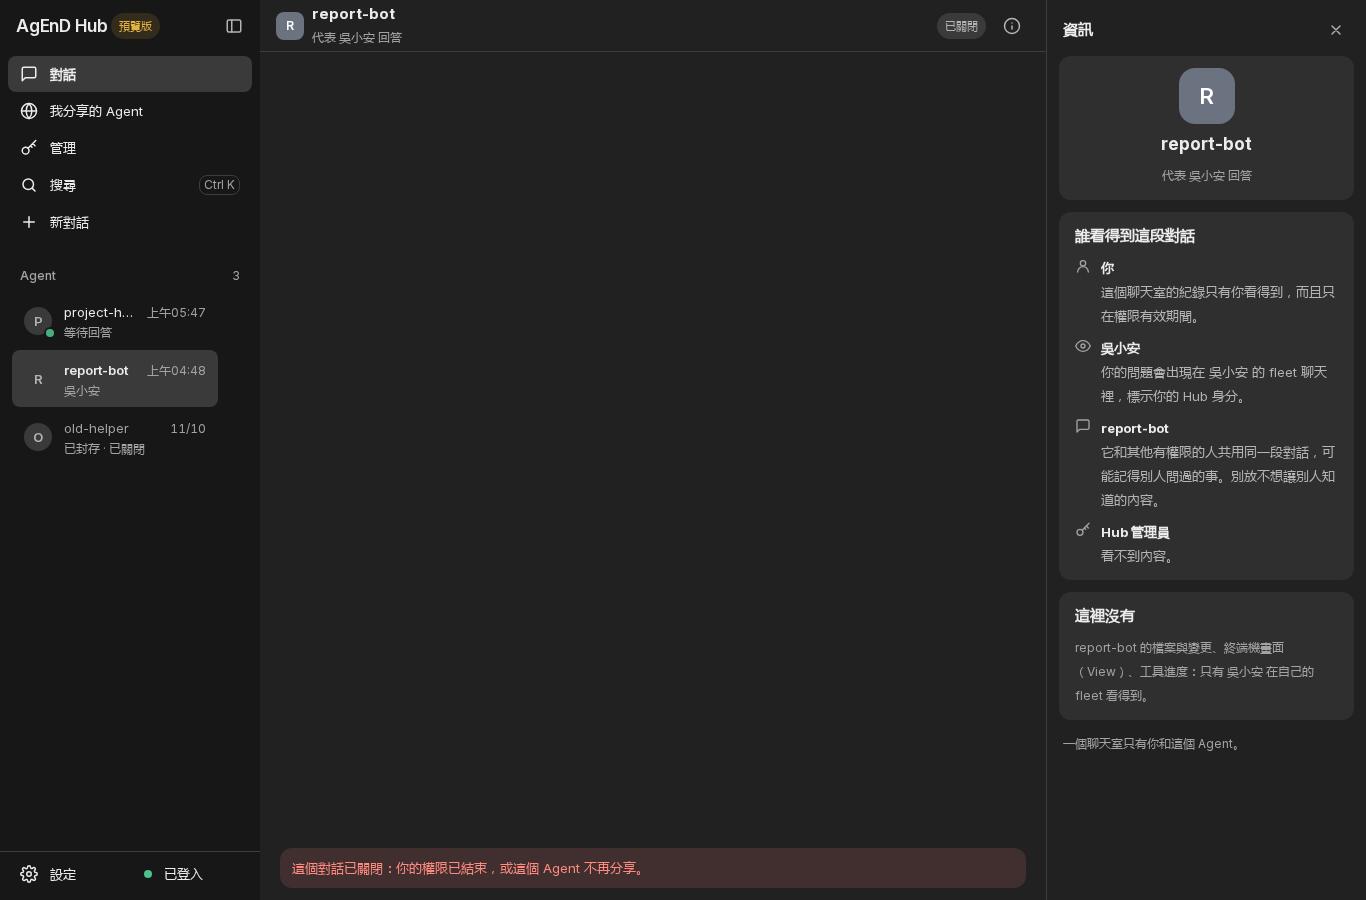 AgEnD Hub 預覽版
對話
我分享的 Agent
管理
搜尋 Ctrl K
新對話
Agent 3
P project-h... 上午05:47
等待回答
R report-bot 上午04:48
吳小安
O old-helper 11/10
已封存 · 已關閉
設定 已登入
R report-bot
代表 吳小安 回答
已關閉
這個對話已關閉：你的權限已結束，或這個 Agent 不再分享。
資訊
R
report-bot
代表 吳小安 回答
誰看得到這段對話
你
這個聊天室的紀錄只有你看得到，而且只
在權限有效期間。
吳小安
你的問題會出現在 吳小安 的 fleet 聊天
裡，標示你的 Hub 身分。
report-bot
它和其他有權限的人共用同一段對話，可
能記得別人問過的事。別放不想讓別人知
道的內容。
Hub 管理員
看不到內容。
這裡沒有
report-bot 的檔案與變更、終端機畫面
（View）、工具進度：只有 吳小安 在自己的
fleet 看得到。
一個聊天室只有你和這個 Agent。